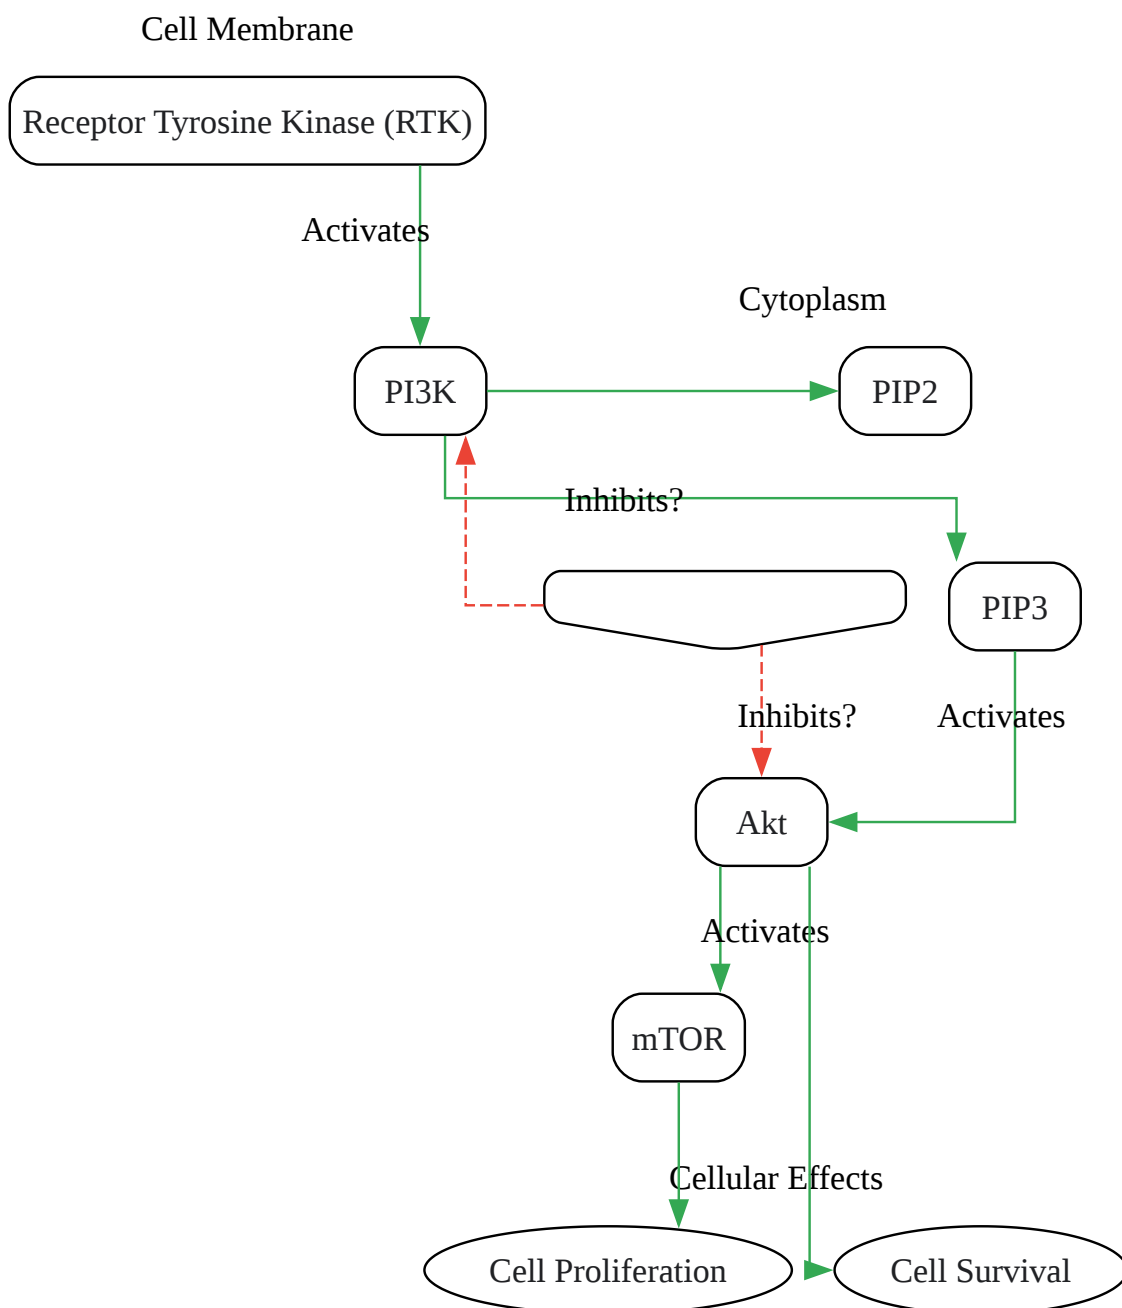 Cell Membrane
Receptor Tyrosine Kinase (RTK)
Activates
Cytoplasm
PI3K
PIP2
Inhibits?
PIP3
Inhibits?
Activates
Akt
Activates
mTOR
Cellular Effects
Cell Proliferation
Cell Survival